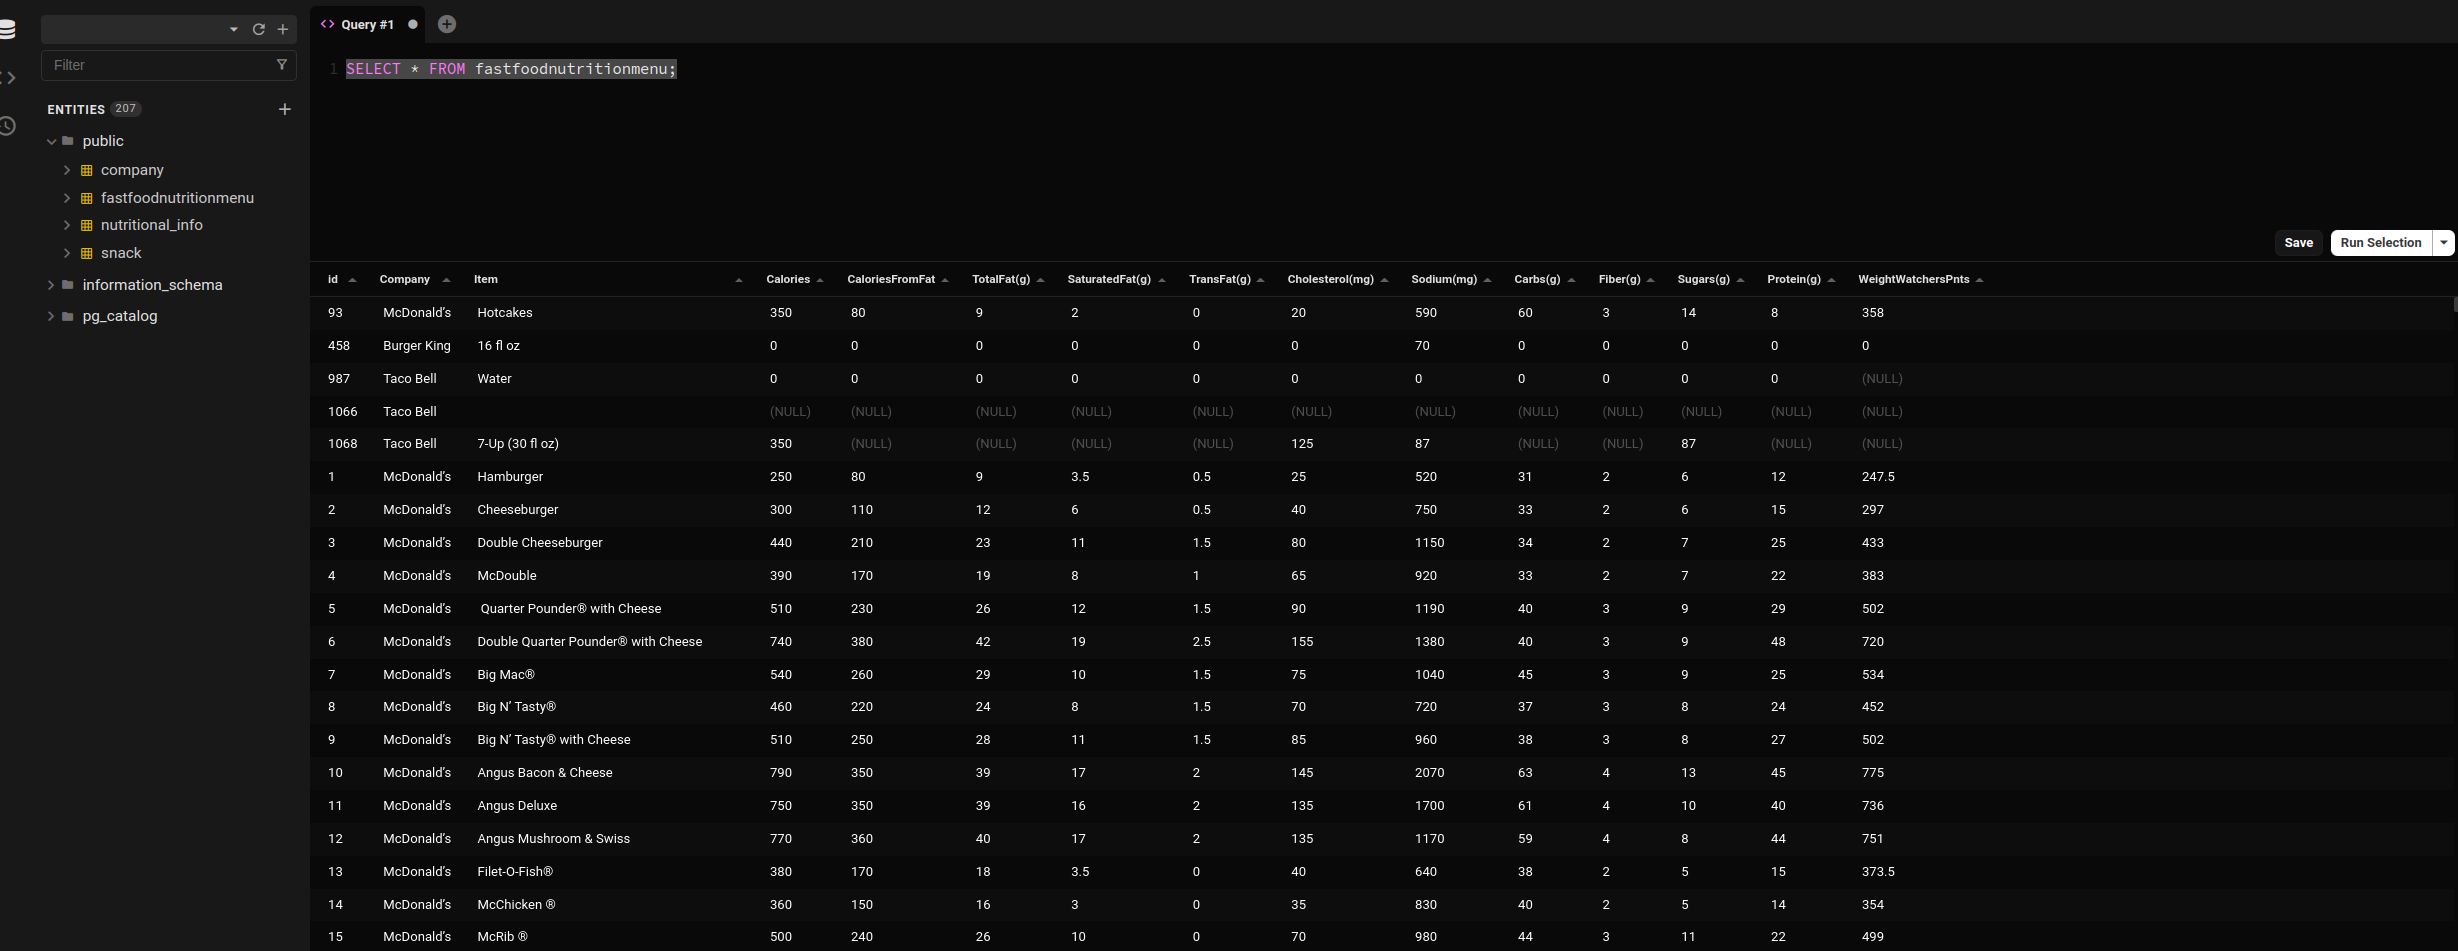 Query #1
Filter
1 SELECT * FROM fastfoodnutritionmenu;
ENTITIES 207
public
company
fastfoodnutritionmenu
nutritional_info
snack
information_schema
pg_catalog
Save Run Selection
id Company Item Calories CaloriesFromFat TotalFat(g) SaturatedFat(g) TransFat(g) Cholesterol(mg) Sodium(mg) Carbs(g) Fiber(g) Sugars(g) Protein(g) WeightWatchersPnts
93 McDonald’s Hotcakes 350 80 9 2 0 20 590 60 3 14 8 358
458 Burger King 16 fl oz 0 0 0 0 0 0 70 0 0 0 0 0
987 Taco Bell Water 0 0 0 0 0 0 0 0 0 0 0 (NULL)
1066 Taco Bell (NULL) (NULL) (NULL) (NULL) (NULL) (NULL) (NULL) (NULL) (NULL) (NULL) (NULL) (NULL)
1068 Taco Bell 7-Up (30 fl oz) 350 (NULL) (NULL) (NULL) (NULL) 125 87 (NULL) (NULL) 87 (NULL) (NULL)
1 McDonald’s Hamburger 250 80 9 3.5 0.5 25 520 31 2 6 12 247.5
2 McDonald’s Cheeseburger 300 110 12 6 0.5 40 750 33 2 6 15 297
3 McDonald’s Double Cheeseburger 440 210 23 11 1.5 80 1150 34 2 7 25 433
4 McDonald’s McDouble 390 170 19 8 1 65 920 33 2 7 22 383
5 McDonald’s Quarter Pounder® with Cheese 510 230 26 12 1.5 90 1190 40 3 9 29 502
6 McDonald’s Double Quarter Pounder® with Cheese 740 380 42 19 2.5 155 1380 40 3 9 48 720
7 McDonald’s Big Mac® 540 260 29 10 1.5 75 1040 45 3 9 25 534
8 McDonald’s Big N’ Tasty® 460 220 24 8 1.5 70 720 37 3 8 24 452
9 McDonald’s Big N’ Tasty® with Cheese 510 250 28 11 1.5 85 960 38 3 8 27 502
10 McDonald’s Angus Bacon & Cheese 790 350 39 17 2 145 2070 63 4 13 45 775
11 McDonald’s Angus Deluxe 750 350 39 16 2 135 1700 61 4 10 40 736
12 McDonald’s Angus Mushroom & Swiss 770 360 40 17 2 135 1170 59 4 8 44 751
13 McDonald’s Filet-O-Fish® 380 170 18 3.5 0 40 640 38 2 5 15 373.5
14 McDonald’s McChicken ® 360 150 16 3 0 35 830 40 2 5 14 354
15 McDonald’s McRib ® 500 240 26 10 0 70 980 44 3 11 22 499